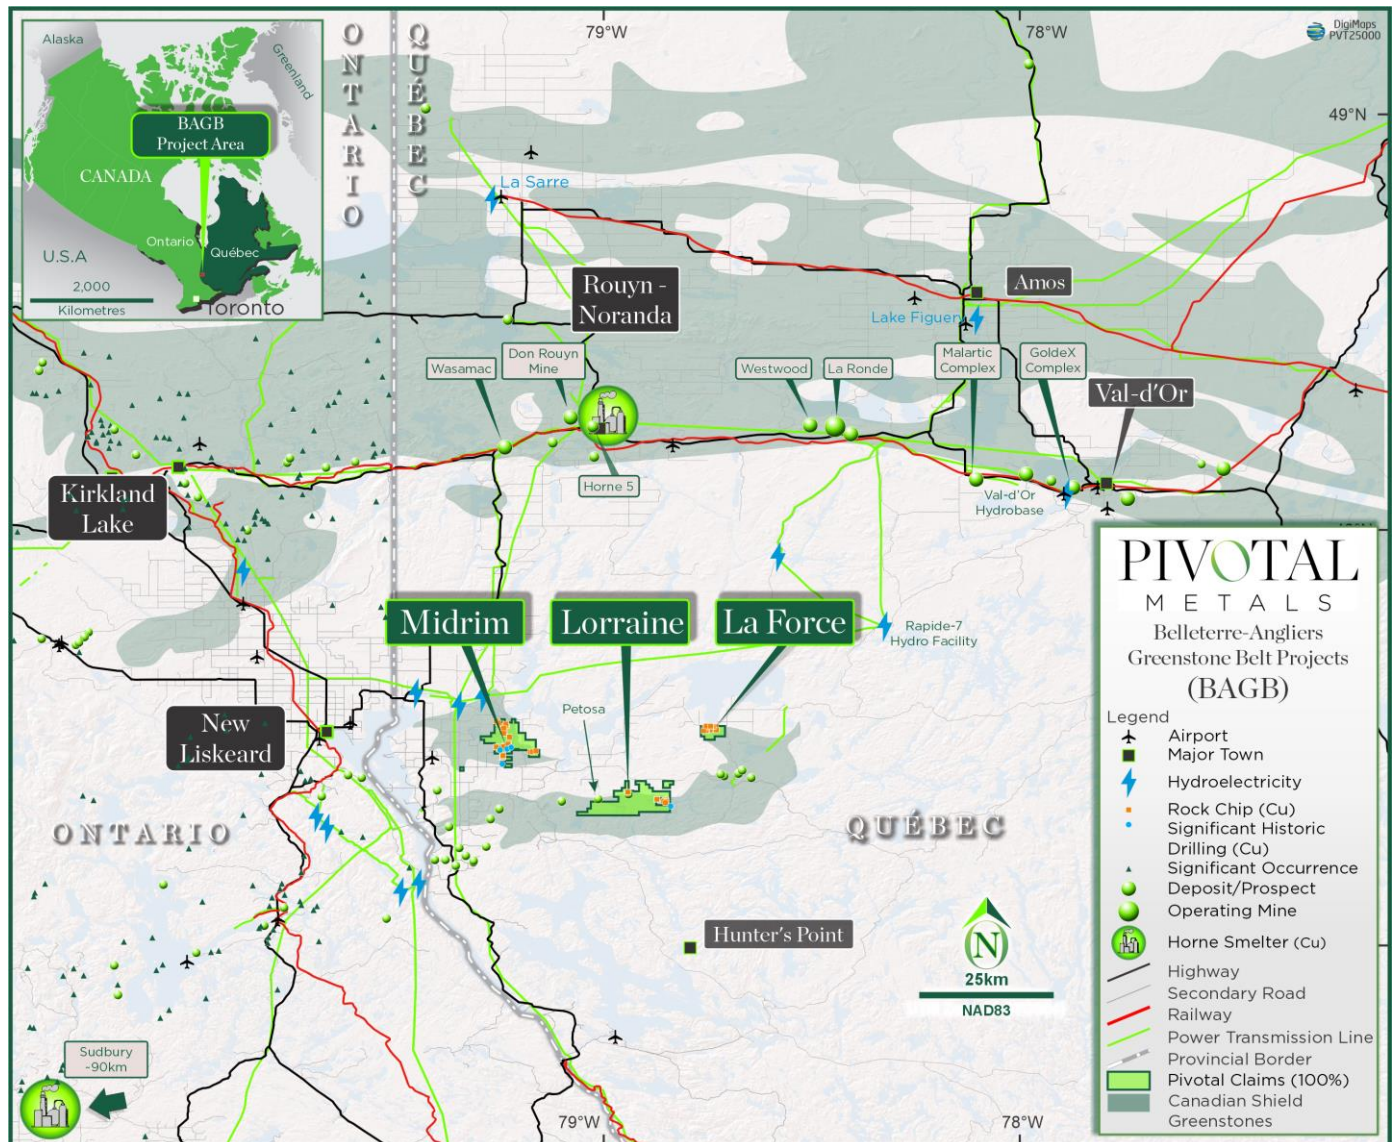 79°W
78°W
DigiMaps
PVT25000
49°N
ONTARIO
QUÉBEC
Alaska
Greenland
BAGB
Project Area
CANADA
Ontario
Québec
U.S.A
2,000
Kilometres
Toronto
La Sarre
Rouyn -
Noranda
Amos
Lake Figuery
Wasamac
Don Rouyn
Mine
Westwood
La Ronde
Malartic
Complex
GoldeX
Complex
Val-d'Or
Horne 5
Kirkland
Lake
Val-d'Or
Hydrobase
Midrim
Lorraine
La Force
Rapide-7
Hydro Facility
New
Liskeard
Petosa
ONTARIO
QUÉBEC
Hunter's Point
N
25km
NAD83
Sudbury
~90km
79°W
78°W
PIVOTAL
METALS
Belleterre-Angliers
Greenstone Belt Projects
(BAGB)
Legend
Airport
Major Town
Hydroelectricity
Rock Chip (Cu)
Significant Historic
Drilling (Cu)
Significant Occurrence
Deposit/Prospect
Operating Mine
Horne Smelter (Cu)
Highway
Secondary Road
Railway
Power Transmission Line
Provincial Border
Pivotal Claims (100%)
Canadian Shield
Greenstones